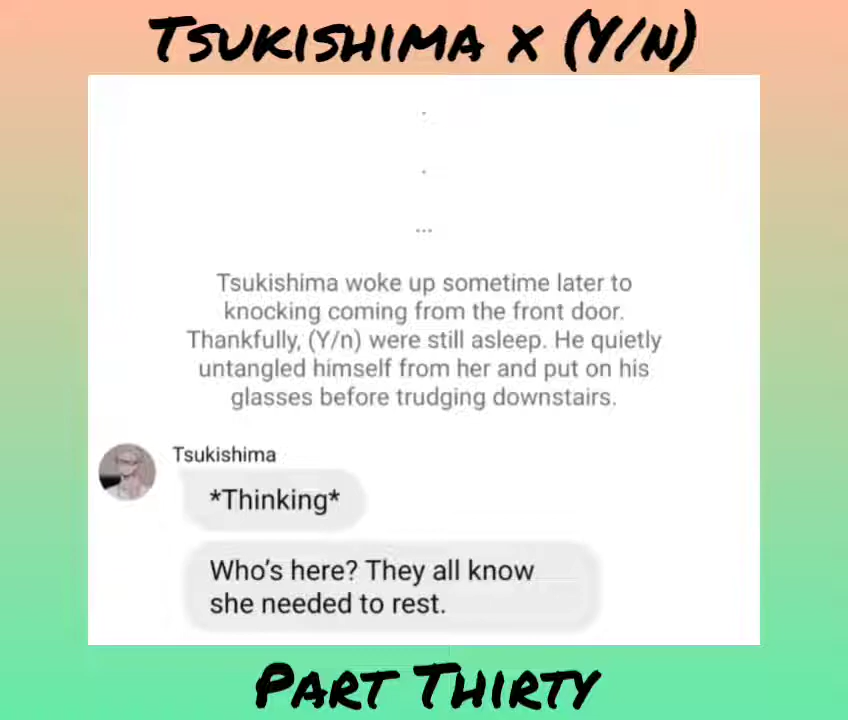 Tsukishima x (Y/n)
.
.
...
Tsukishima woke up sometime later to
knocking coming from the front door.
Thankfully, (Y/n) were still asleep. He quietly
untangled himself from her and put on his
glasses before trudging downstairs.
Tsukishima
*Thinking*
Who's here? They all know
she needed to rest.
Part Thirty